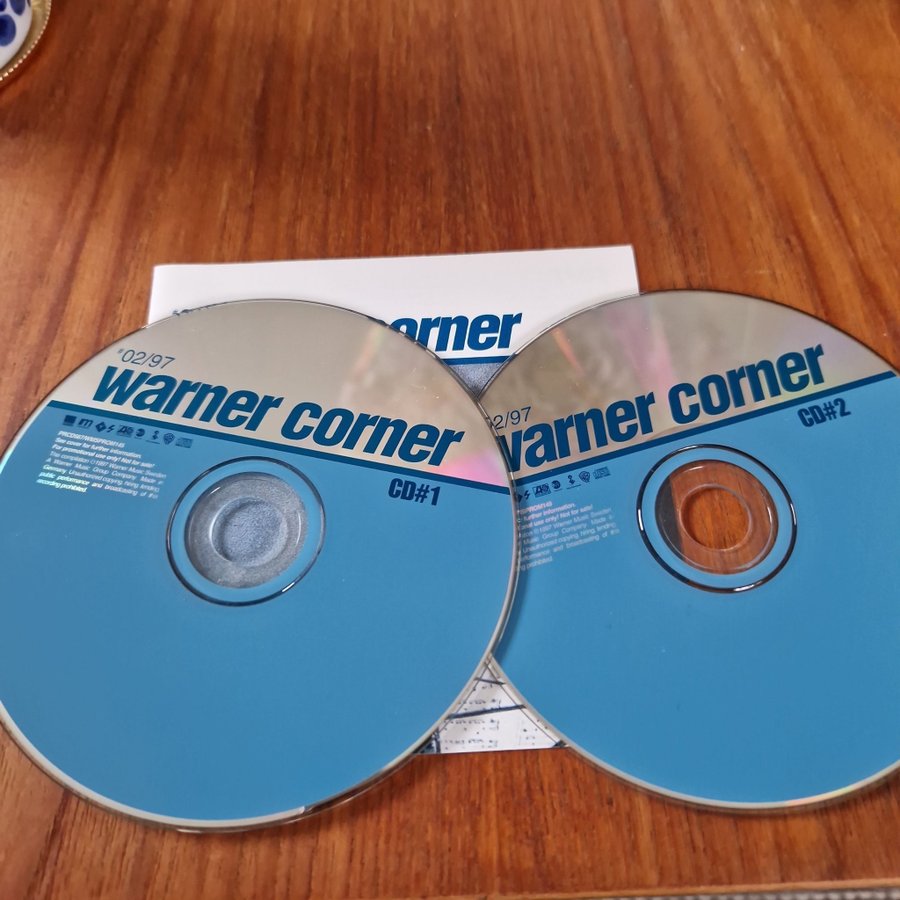 corner
#02/97
warner corner
CD#1
See cover for further information.
For promotional use only! Not for sale!
This compilation ©1997 Warner Music Sweden.
A Warner Music Group Company. Made in
Germany. Unauthorized copying, hiring, lending,
public performance and broadcasting of this
recording prohibited.
2/97
warner corner
CD#2
further information.
use only! Not for sale!
1997 Warner Music Sweden.
Music Group Company. Made in
Unauthorized copying, hiring, lending,
performance and broadcasting of this
prohibited.